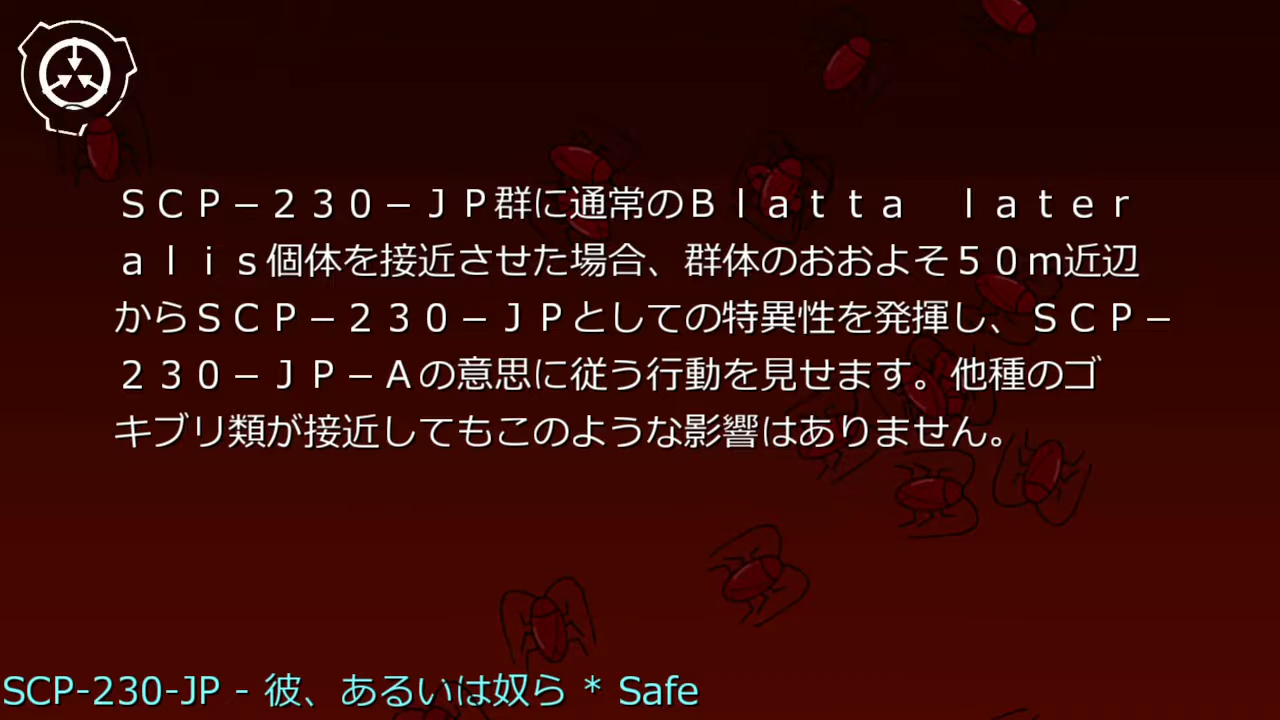 ＳＣＰ－２３０－ＪＰ群に通常のＢｌａｔｔａ　ｌａｔｅｒ
ａｌｉｓ個体を接近させた場合、群体のおおよそ５０ｍ近辺
からＳＣＰ－２３０－ＪＰとしての特異性を発揮し、ＳＣＰ－
２３０－ＪＰ－Ａの意思に従う行動を見せます。他種のゴ
キブリ類が接近してもこのような影響はありません。
SCP-230-JP - 彼、あるいは奴ら * Safe